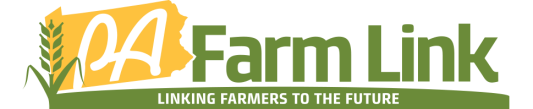 PA Farm Link
LINKING FARMERS TO THE FUTURE